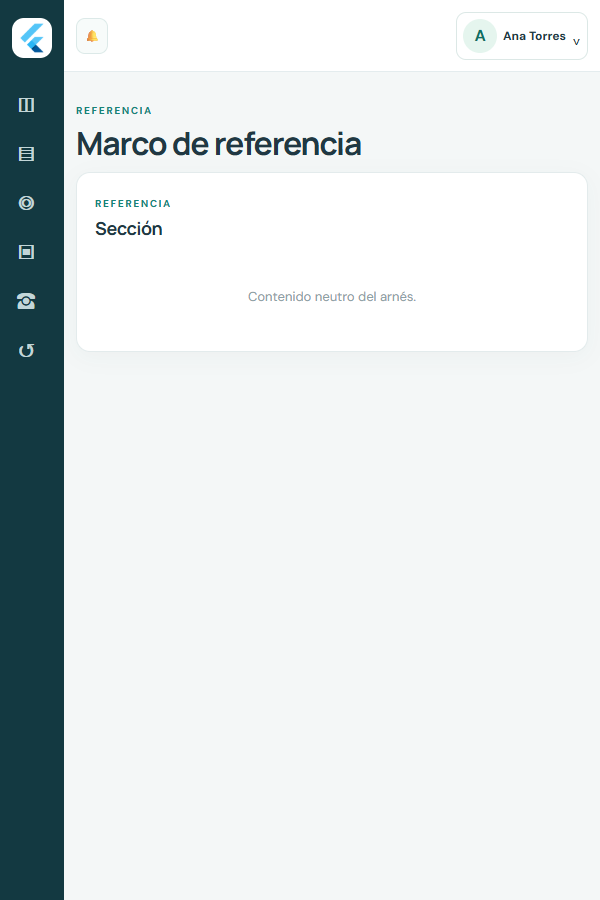 A
Ana Torres
v
REFERENCIA
Marco de referencia
REFERENCIA
Sección
Contenido neutro del arnés.